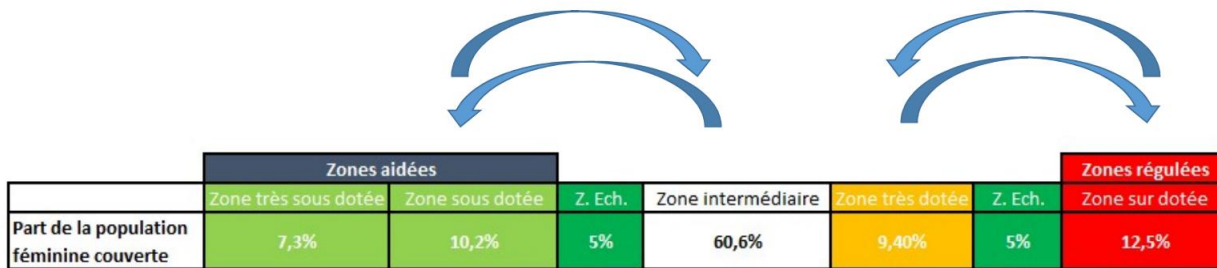 Zones aidées Zones régulées
Zone très sous dotée Zone sous dotée Z. Ech. Zone intermédiaire Zone très dotée Z. Ech. Zone sur dotée
Part de la population
féminine couverte 7,3% 10,2% 5% 60,6% 9,40% 5% 12,5%